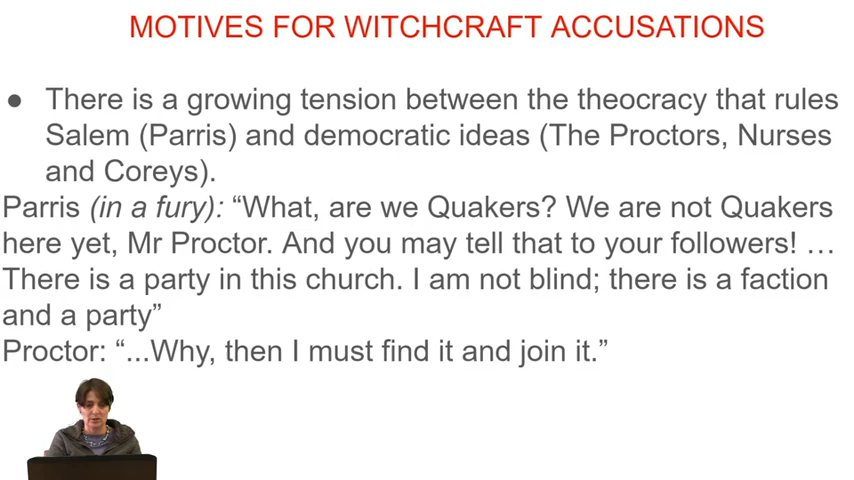 MOTIVES FOR WITCHCRAFT ACCUSATIONS
● There is a growing tension between the theocracy that rules
Salem (Parris) and democratic ideas (The Proctors, Nurses
and Coreys).
Parris (in a fury): “What, are we Quakers? We are not Quakers
here yet, Mr Proctor. And you may tell that to your followers! …
There is a party in this church. I am not blind; there is a faction
and a party”
Proctor: “...Why, then I must find it and join it.”